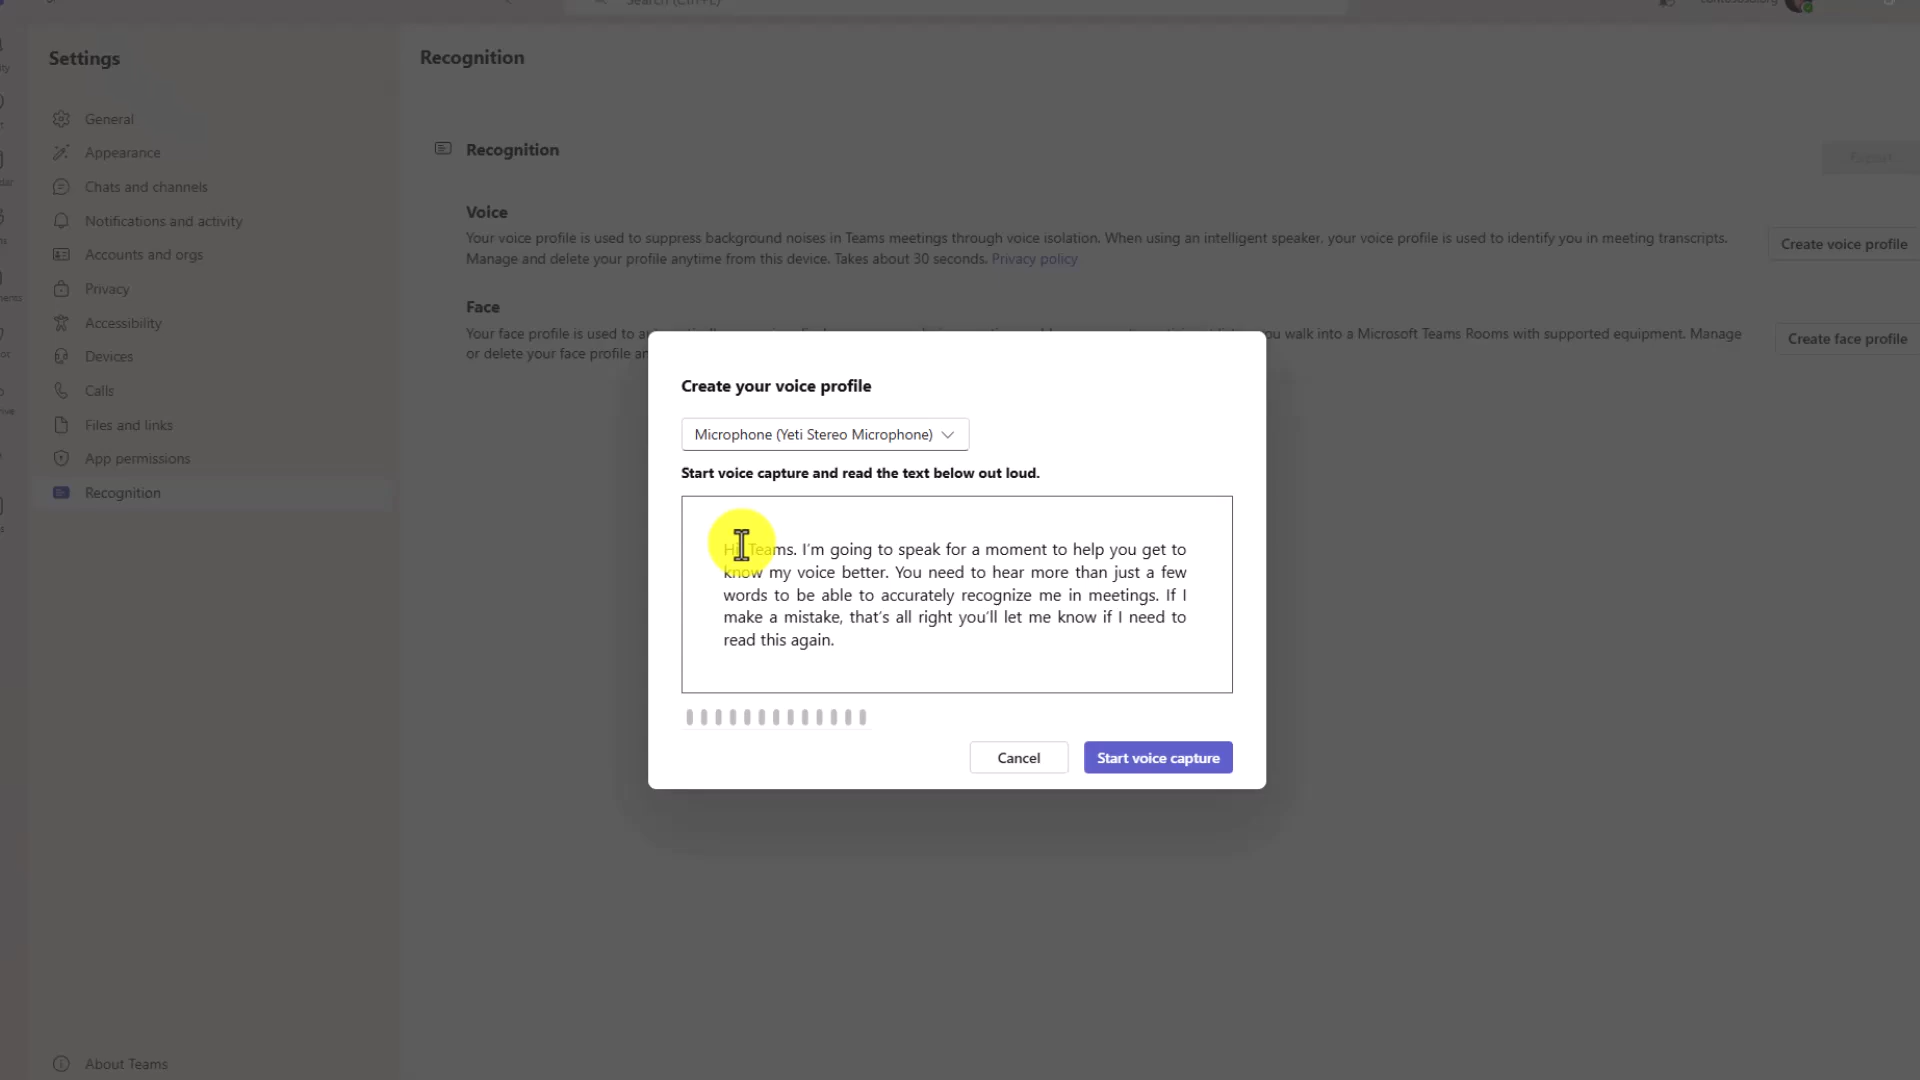 Settings
Recognition
General
Appearance
Chats and channels
Notifications and activity
Accounts and orgs
Privacy
Accessibility
Devices
Calls
Files and links
App permissions
Recognition
About Teams
Recognition
Voice
Your voice profile is used to suppress background noises in Teams meetings through voice isolation. When using an intelligent speaker, your voice profile is used to identify you in meeting transcripts.
Manage and delete your profile anytime from this device. Takes about 30 seconds. Privacy policy
Create voice profile
Face
Your face profile is used to
you walk into a Microsoft Teams Rooms with supported equipment. Manage
or delete your face profile
Create face profile
Create your voice profile
Microphone (Yeti Stereo Microphone)
Start voice capture and read the text below out loud.
Hi, Teams. I'm going to speak for a moment to help you get to
know my voice better. You need to hear more than just a few
words to be able to accurately recognize me in meetings. If I
make a mistake, that's all right you'll let me know if I need to
read this again.
Cancel
Start voice capture